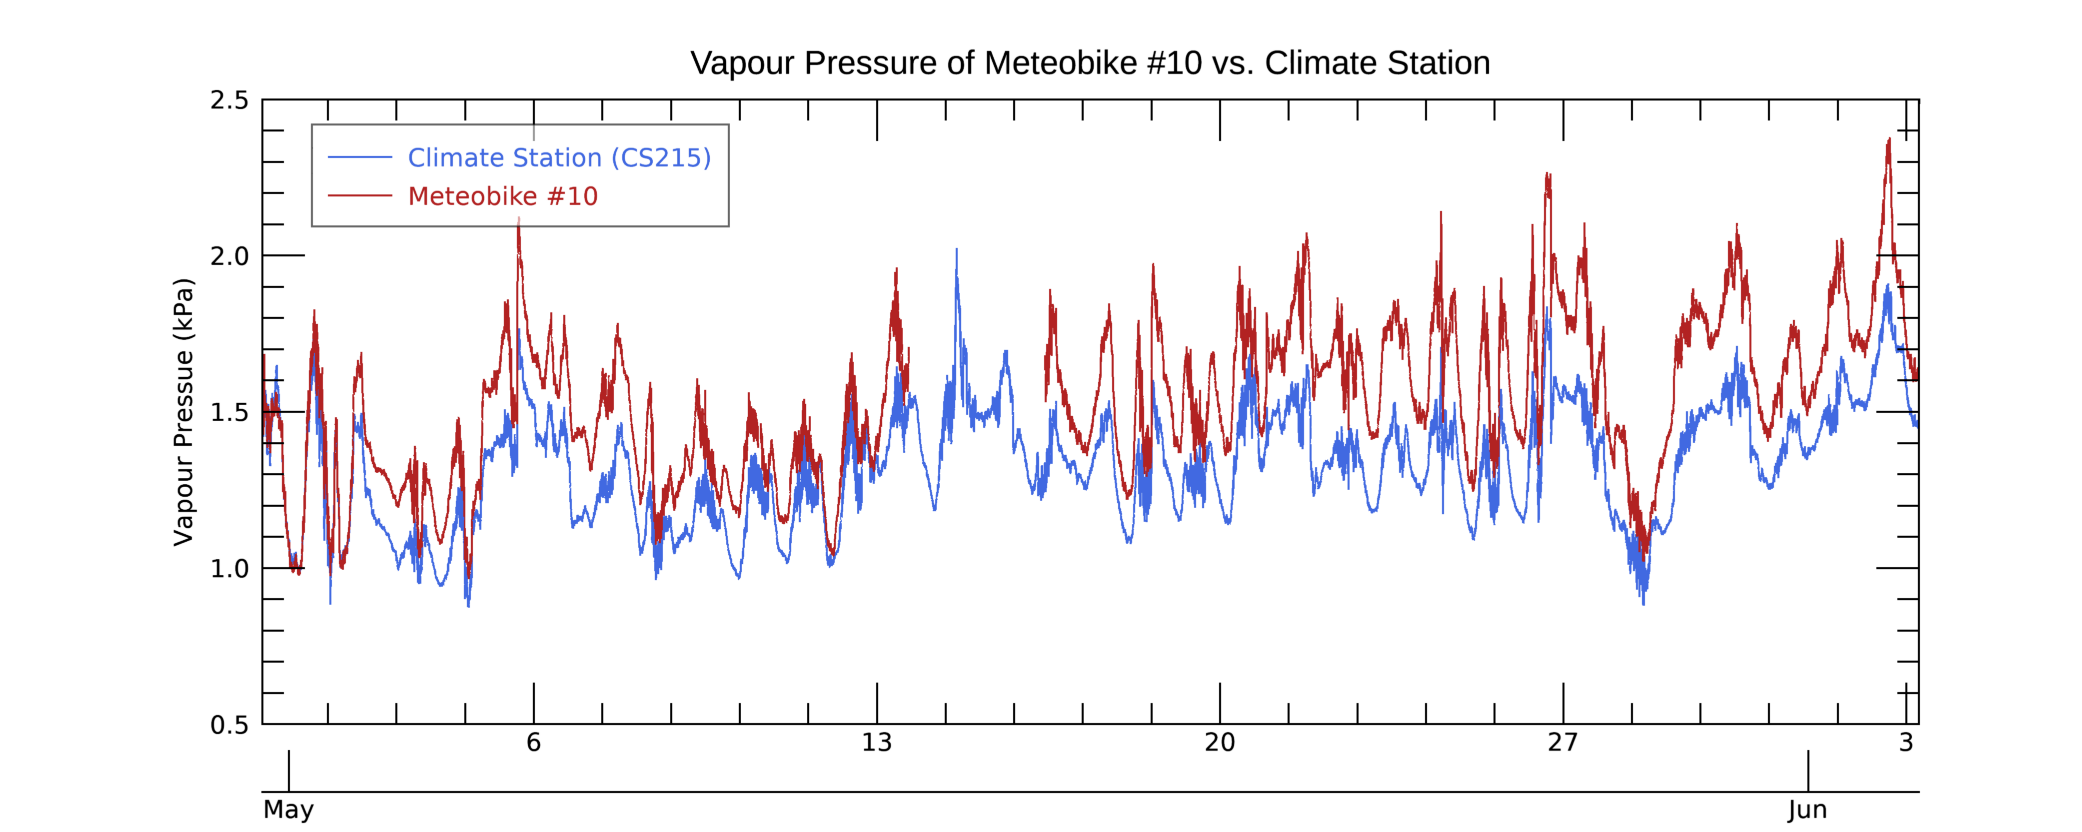 Vapour Pressure of Meteobike #10 vs. Climate Station
2.5
2.0
1.5
1.0
0.5
Vapour Pressue (kPa)
Climate Station (CS215)
Meteobike #10
6 13 20 27 3
May Jun